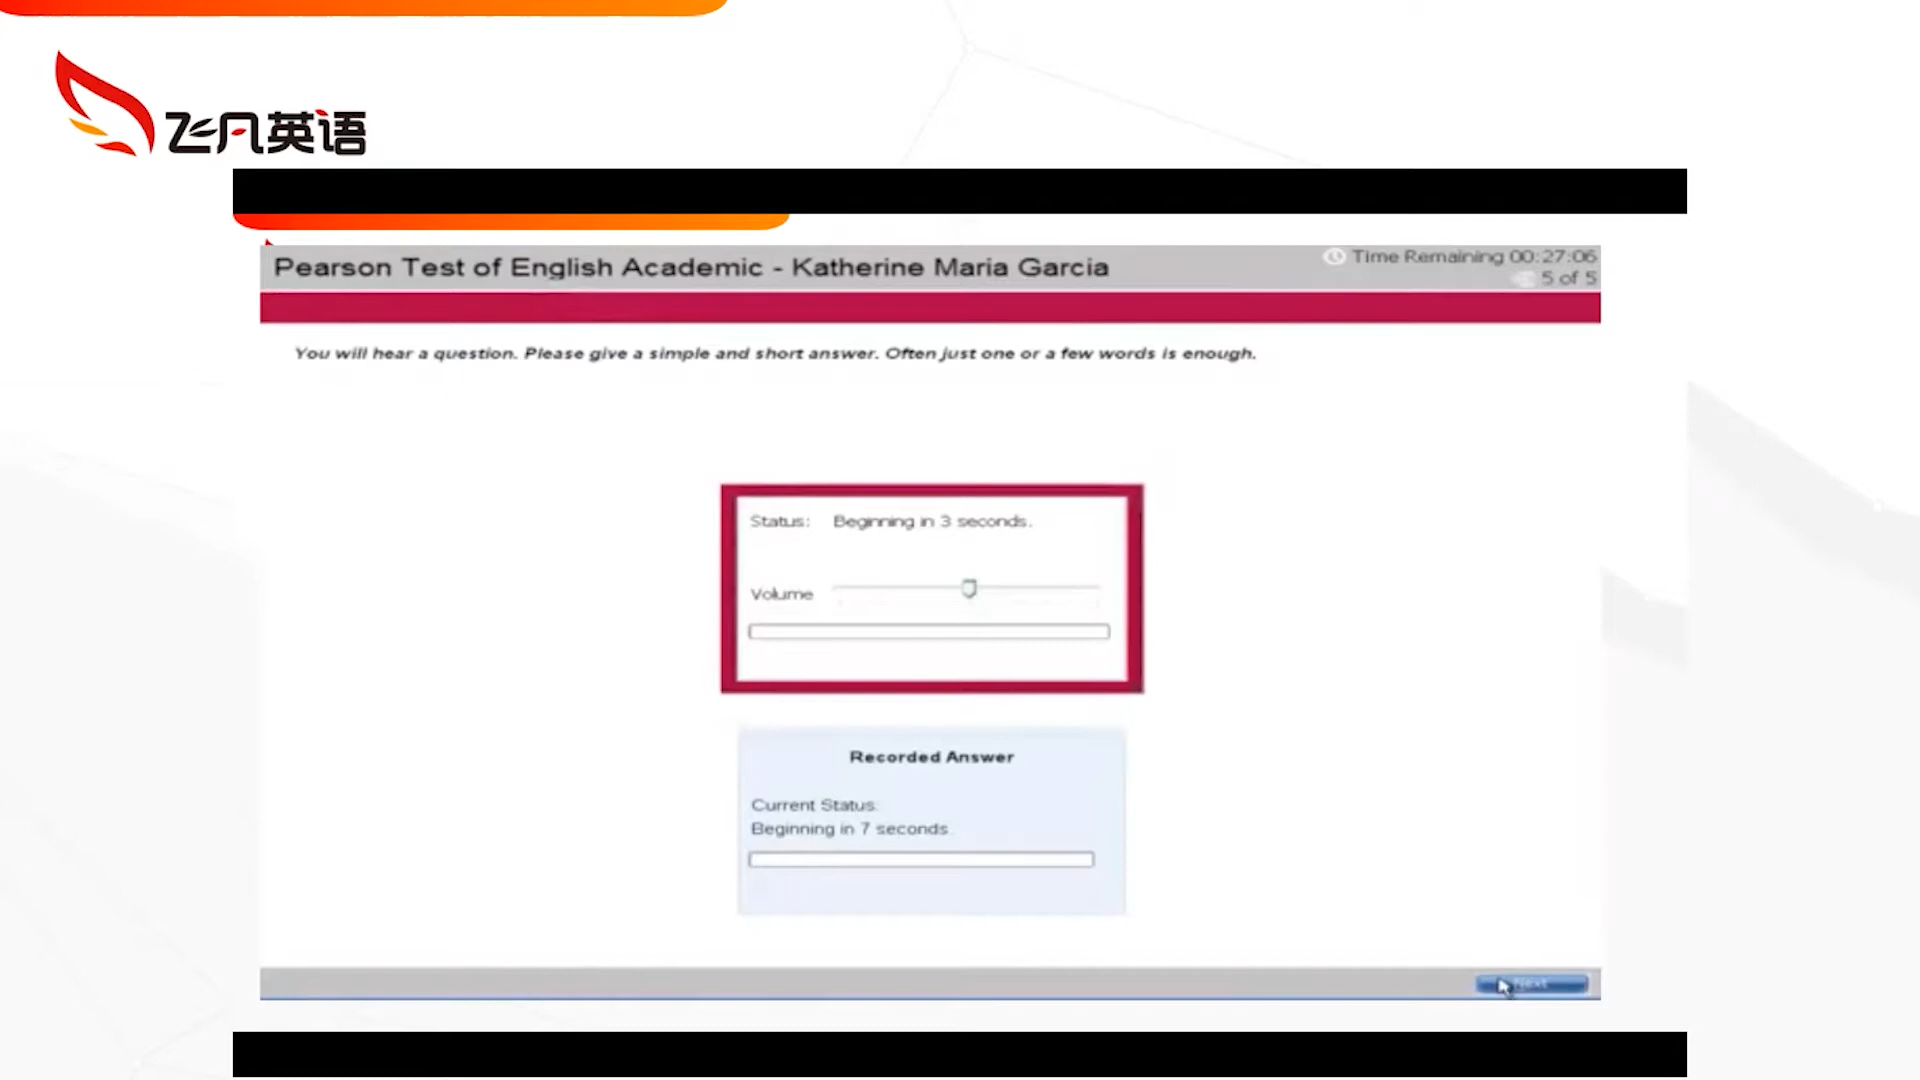 飞凡英语
Pearson Test of English Academic - Katherine Maria Garcia
Time Remaining 00:27:06
5 of 5
You will hear a question. Please give a simple and short answer. Often just one or a few words is enough.
Status: Beginning in 3 seconds.
Volume
Recorded Answer
Current Status:
Beginning in 7 seconds.
Next